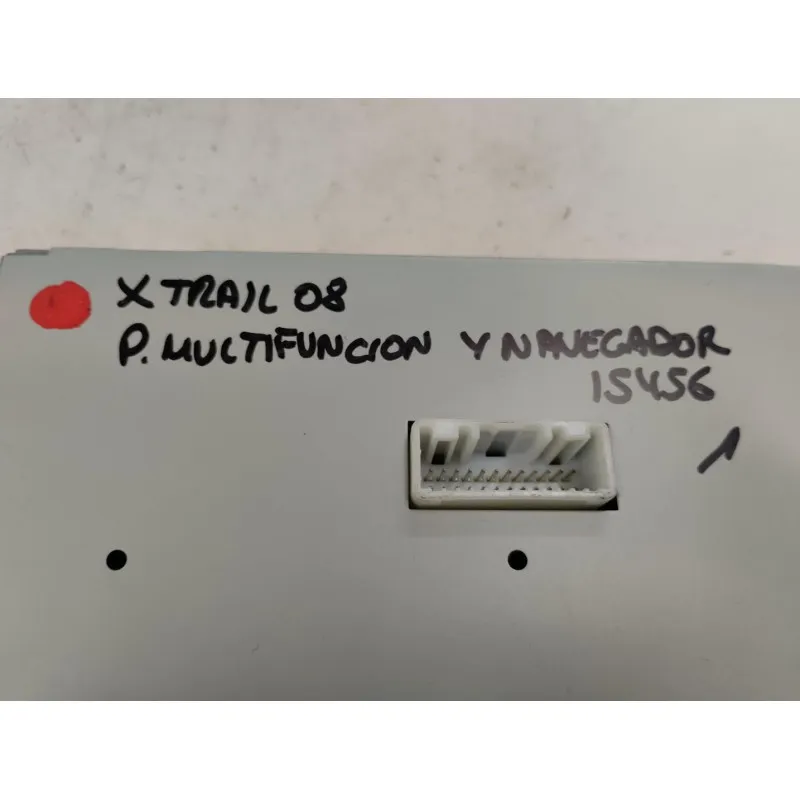 X TRAIL 08
P. MULTIFUNCION Y NAVEGADOR
15456
1